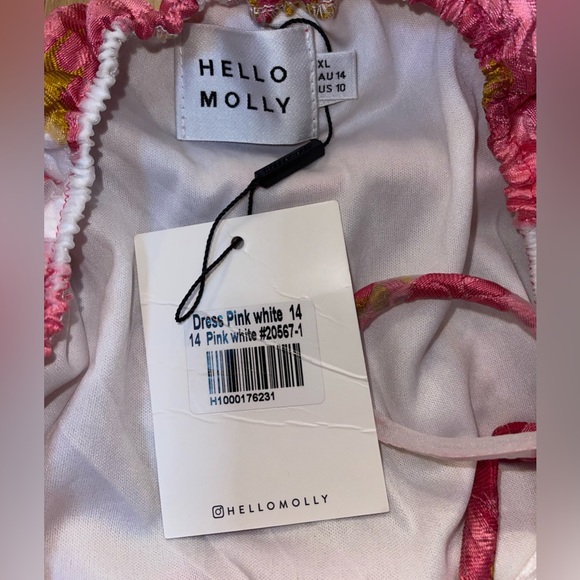 HELLO
MOLLY
XL
AU 14
US 10
Dress Pink white 14
14 Pink white #20567-1
H1000176231
HELLOMOLLY